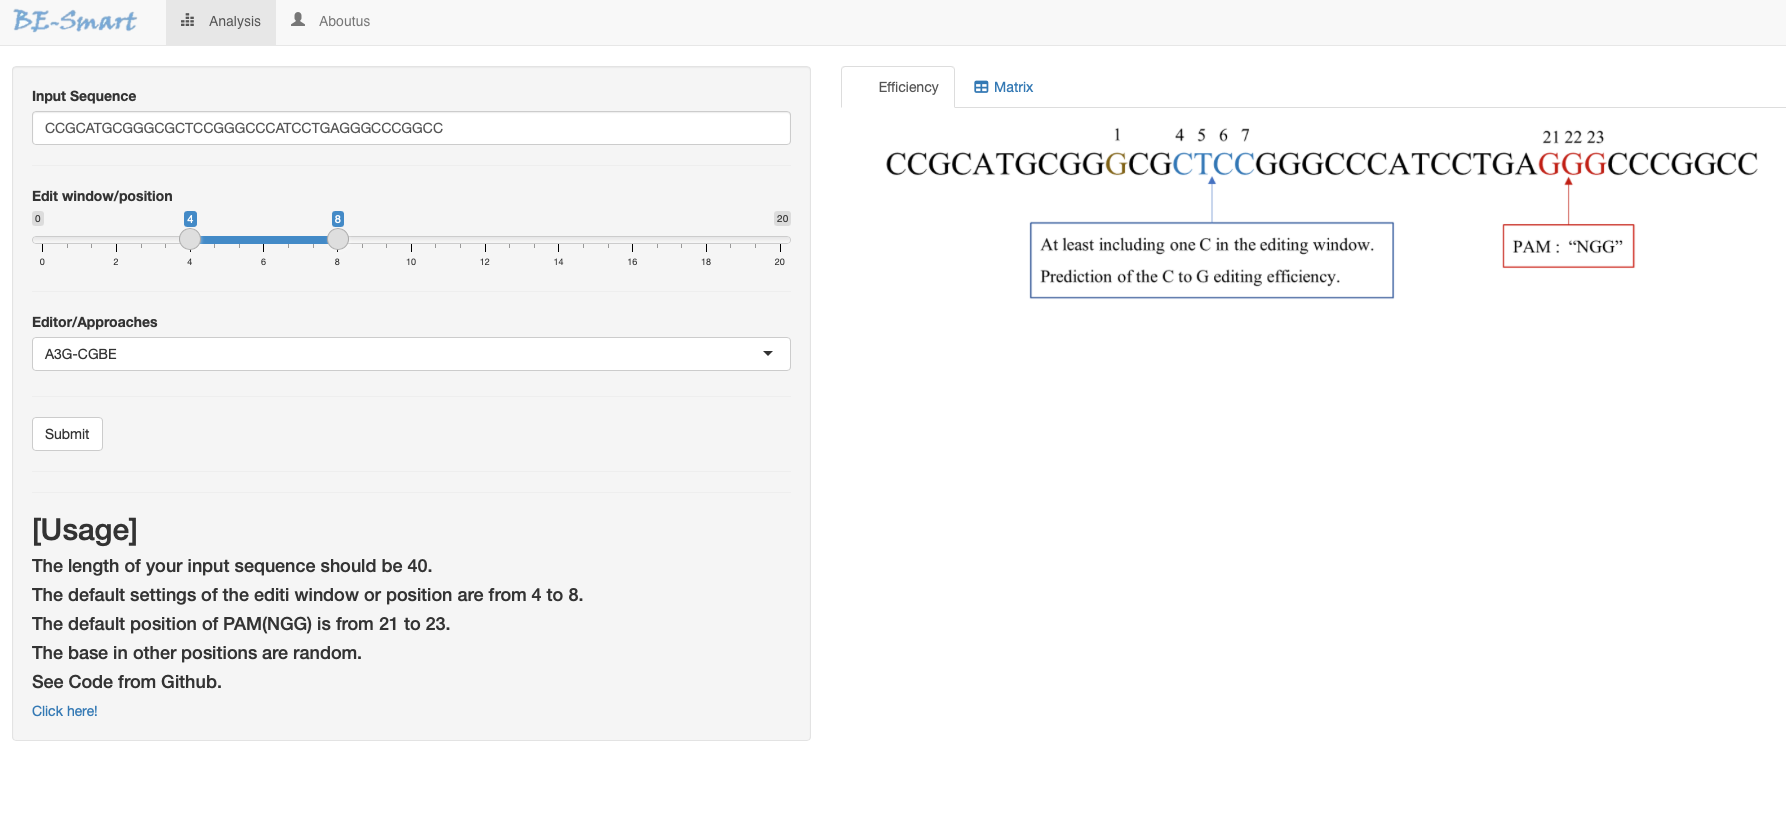 BE-Smart
Analysis
Aboutus
Input Sequence
CCGCATGCGGGCGCTCCGGGCCCATCCTGAGGGCCCGGCC
Edit window/position
0 4 8 20
0 2 4 6 8 10 12 14 16 18 20
Editor/Approaches
A3G-CGBE
Submit
[Usage]
The length of your input sequence should be 40.
The default settings of the editi window or position are from 4 to 8.
The default position of PAM(NGG) is from 21 to 23.
The base in other positions are random.
See Code from Github.
Click here!
Efficiency
Matrix
1 4 5 6 7 21 22 23
CCGCATGCGGGCGCTCCGGGCCCATCCTGAGGGCCCGGCC
At least including one C in the editing window.
Prediction of the C to G editing efficiency.
PAM : “NGG”